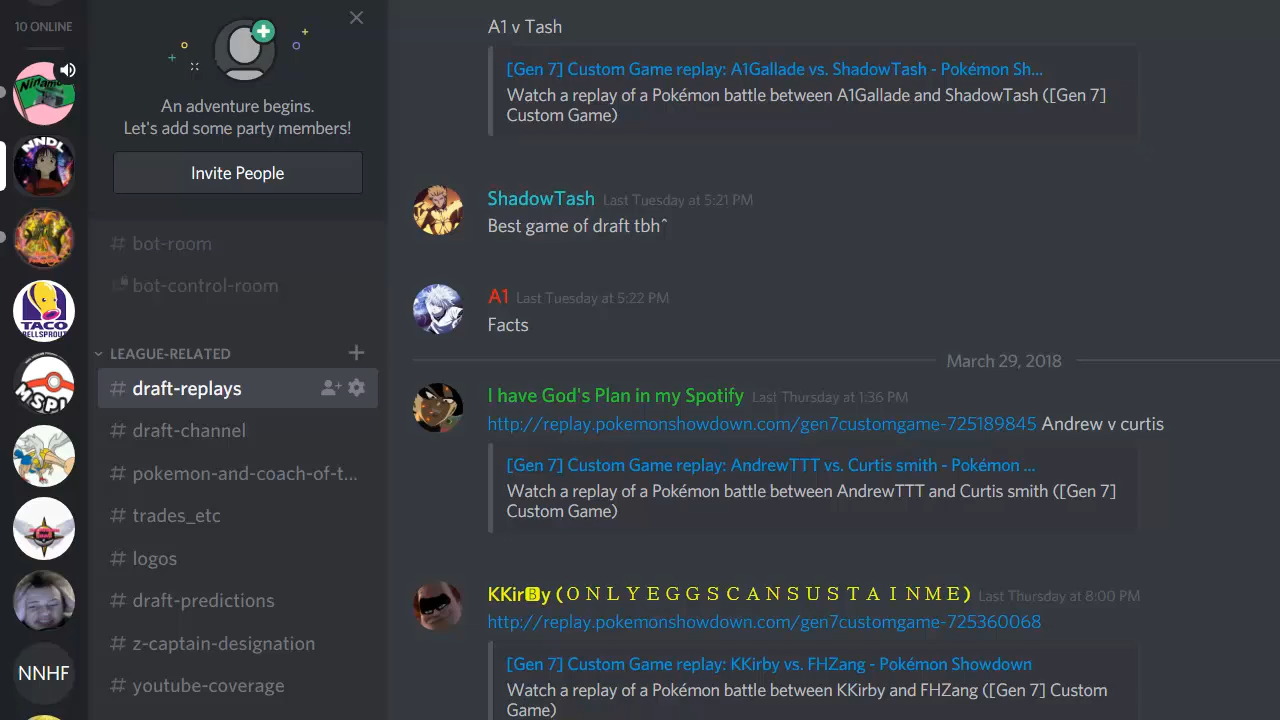 10 ONLINE
NNDL
TACO
BELLSPROUT
MSPL
NNHF
An adventure begins.
Let's add some party members!
Invite People
# bot-room
bot-control-room
LEAGUE-RELATED
# draft-replays
# draft-channel
# pokemon-and-coach-of-t...
# trades_etc
# logos
# draft-predictions
# z-captain-designation
# youtube-coverage
A1 v Tash
[Gen 7] Custom Game replay: A1Gallade vs. ShadowTash - Pokémon Sh...
Watch a replay of a Pokémon battle between A1Gallade and ShadowTash ([Gen 7]
Custom Game)
ShadowTash Last Tuesday at 5:21 PM
Best game of draft tbh^
A1 Last Tuesday at 5:22 PM
Facts
March 29, 2018
I have God's Plan in my Spotify Last Thursday at 1:36 PM
http://replay.pokemonshowdown.com/gen7customgame-725189845 Andrew v curtis
[Gen 7] Custom Game replay: AndrewTTT vs. Curtis smith - Pokémon ...
Watch a replay of a Pokémon battle between AndrewTTT and Curtis smith ([Gen 7]
Custom Game)
KKir🅱y (ＯＮＬＹＥＧＧＳＣＡＮＳＵＳＴＡＩＮＭＥ) Last Thursday at 8:00 PM
http://replay.pokemonshowdown.com/gen7customgame-725360068
[Gen 7] Custom Game replay: KKirby vs. FHZang - Pokémon Showdown
Watch a replay of a Pokémon battle between KKirby and FHZang ([Gen 7] Custom
Game)